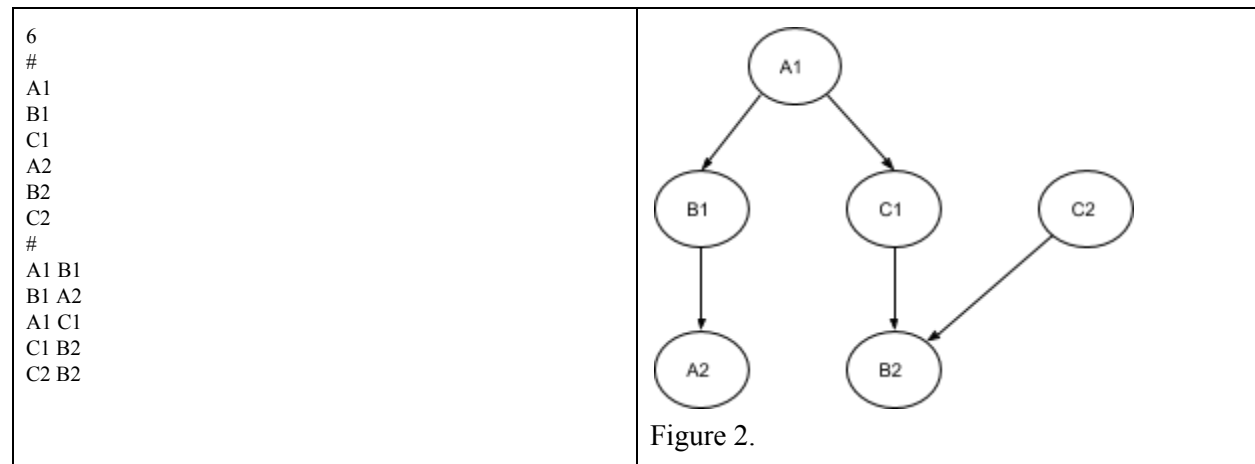 6
#
A1
B1
C1
A2
B2
C2
#
A1 B1
B1 A2
A1 C1
C1 B2
C2 B2
A1
B1
C1
C2
A2
B2
Figure 2.